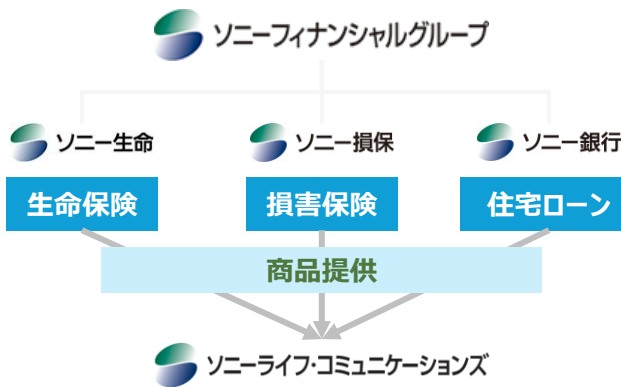 ソニーフィナンシャルグループ
ソニー生命 ソニー損保 ソニー銀行
生命保険 損害保険 住宅ローン
商品提供
ソニーライフ・コミュニケーションズ